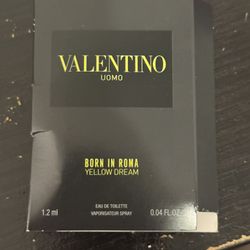 VALENTINO
UOMO
BORN IN ROMA
YELLOW DREAM
EAU DE TOILETTE
1.2 ml VAPORISATEUR SPRAY 0.04 FL.OZ